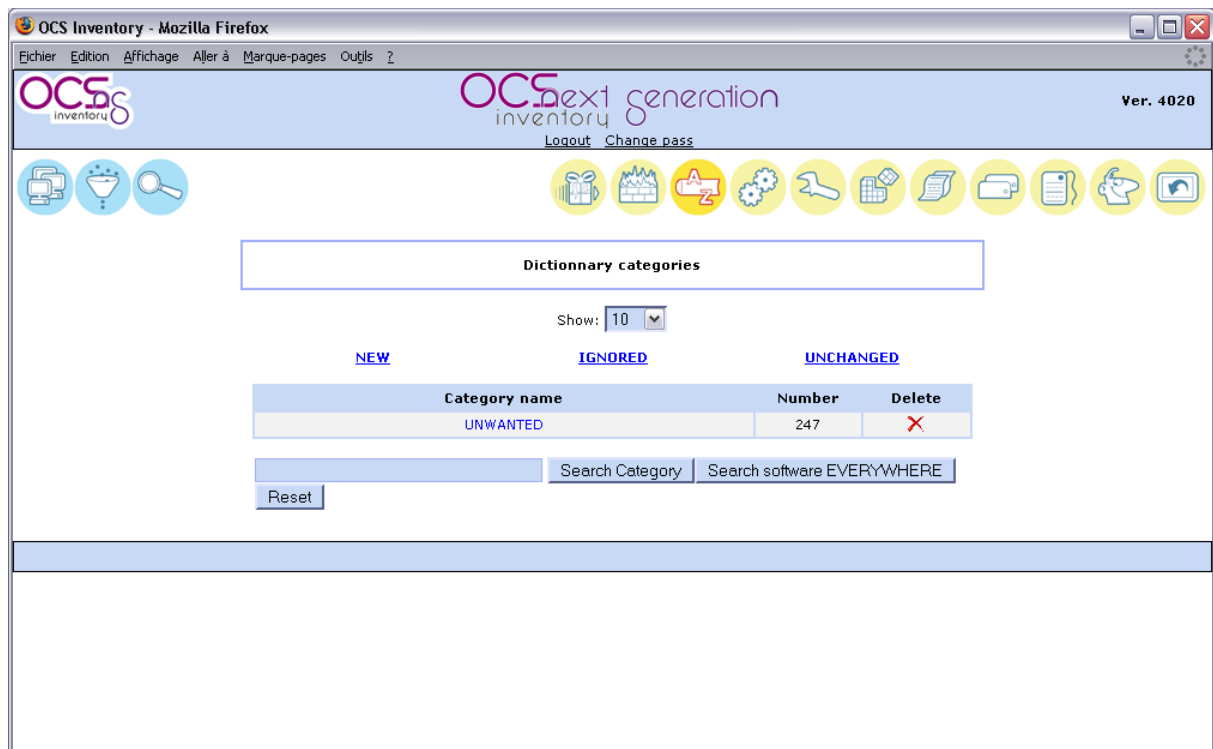 OCS Inventory - Mozilla Firefox
Fichier Edition Affichage Aller à Marque-pages Outils ?
OCSng
inventory
OCS next generation
inventory
Ver. 4020
Logout Change pass
A Z
Dictionnary categories
Show: 10
NEW IGNORED UNCHANGED
Category name Number Delete
UNWANTED 247
Search Category Search software EVERYWHERE
Reset